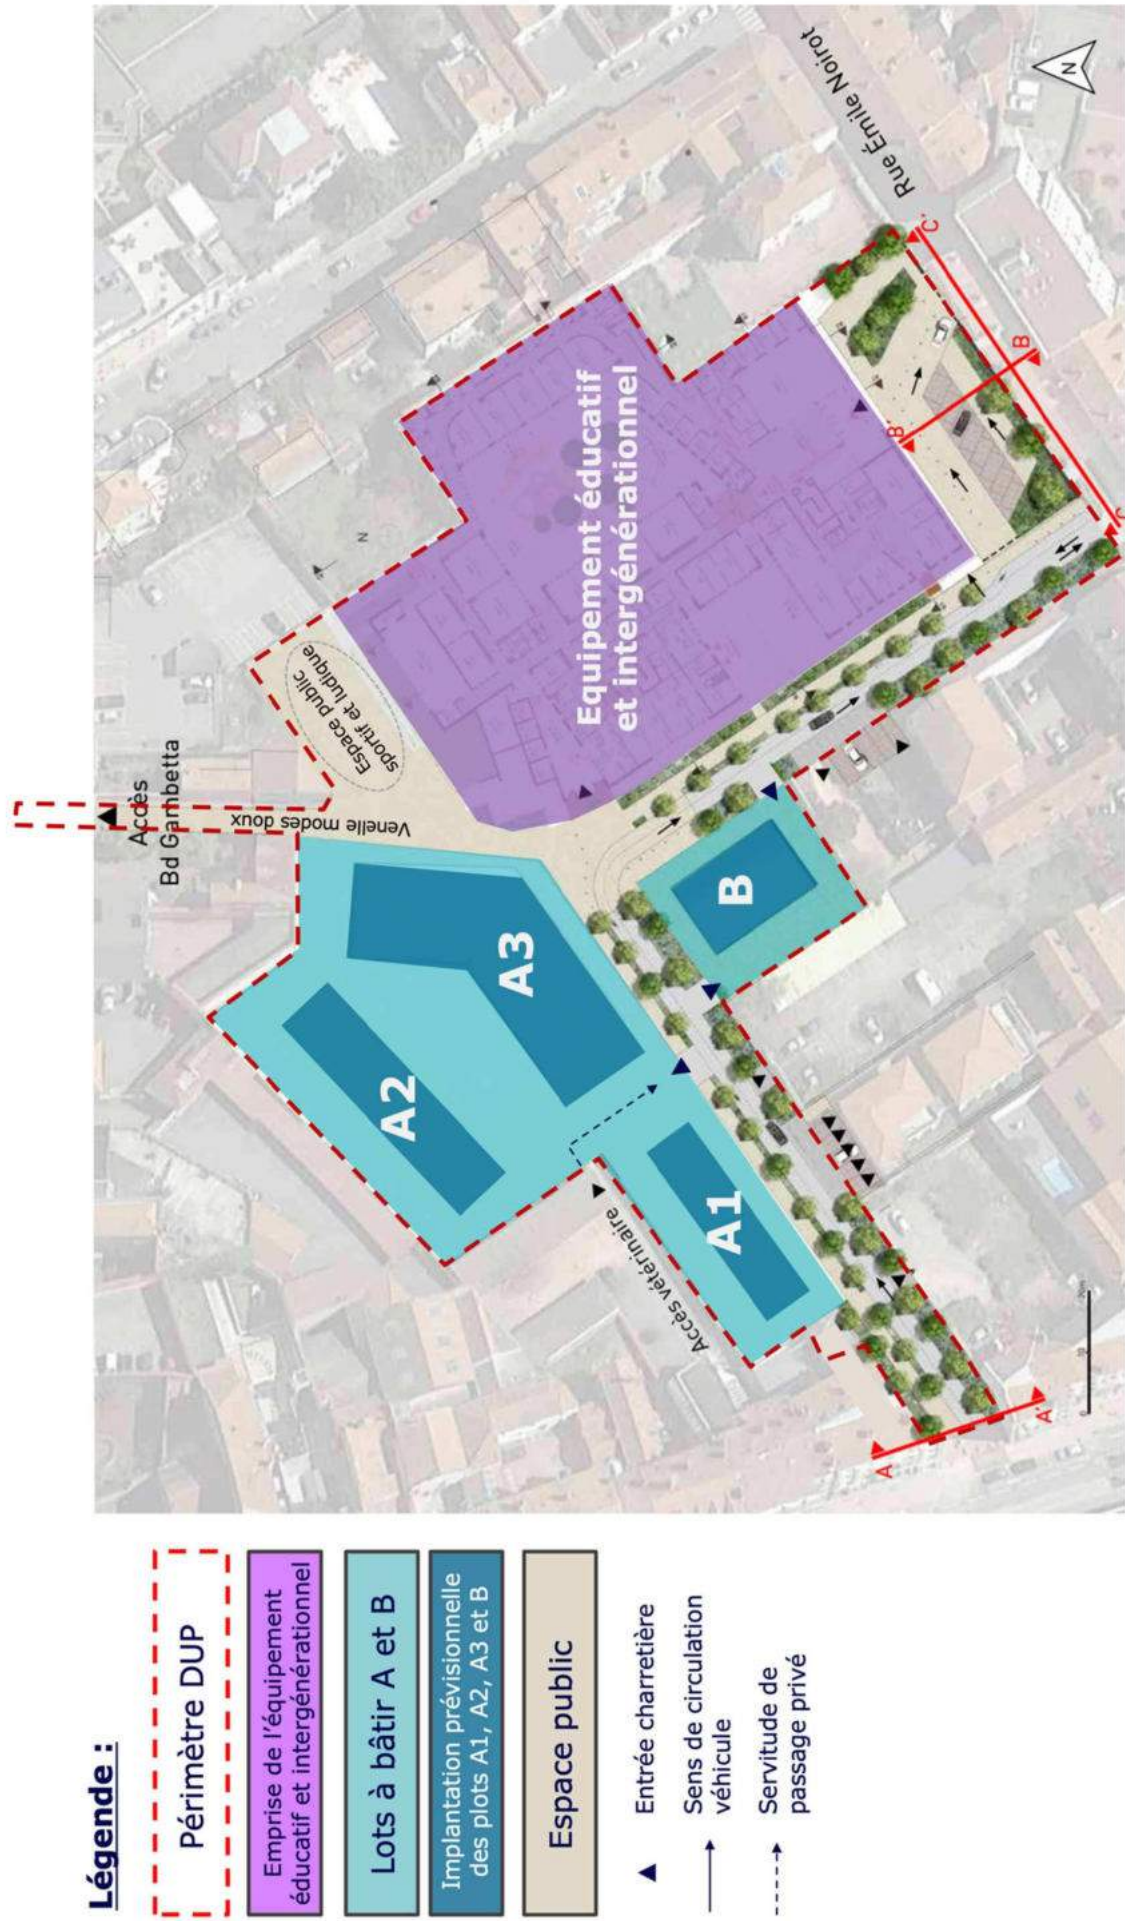 Légende :
Périmètre DUP
Emprise de l'équipement
éducatif et intergénérationnel
Lots à bâtir A et B
Implantation prévisionnelle
des plots A1, A2, A3 et B
Espace public
Entrée charretière
Sens de circulation
véhicule
Servitude de
passage privé
Accès
Bd Gambetta
Venelle modes doux
Espace public
sportif et ludique
N
Equipement éducatif
et intergénérationnel
A2
A3
A1
B
Accès vétérinaire
Rue Émile Noirot
N
A
A'
B'
B
C
C'
0
10